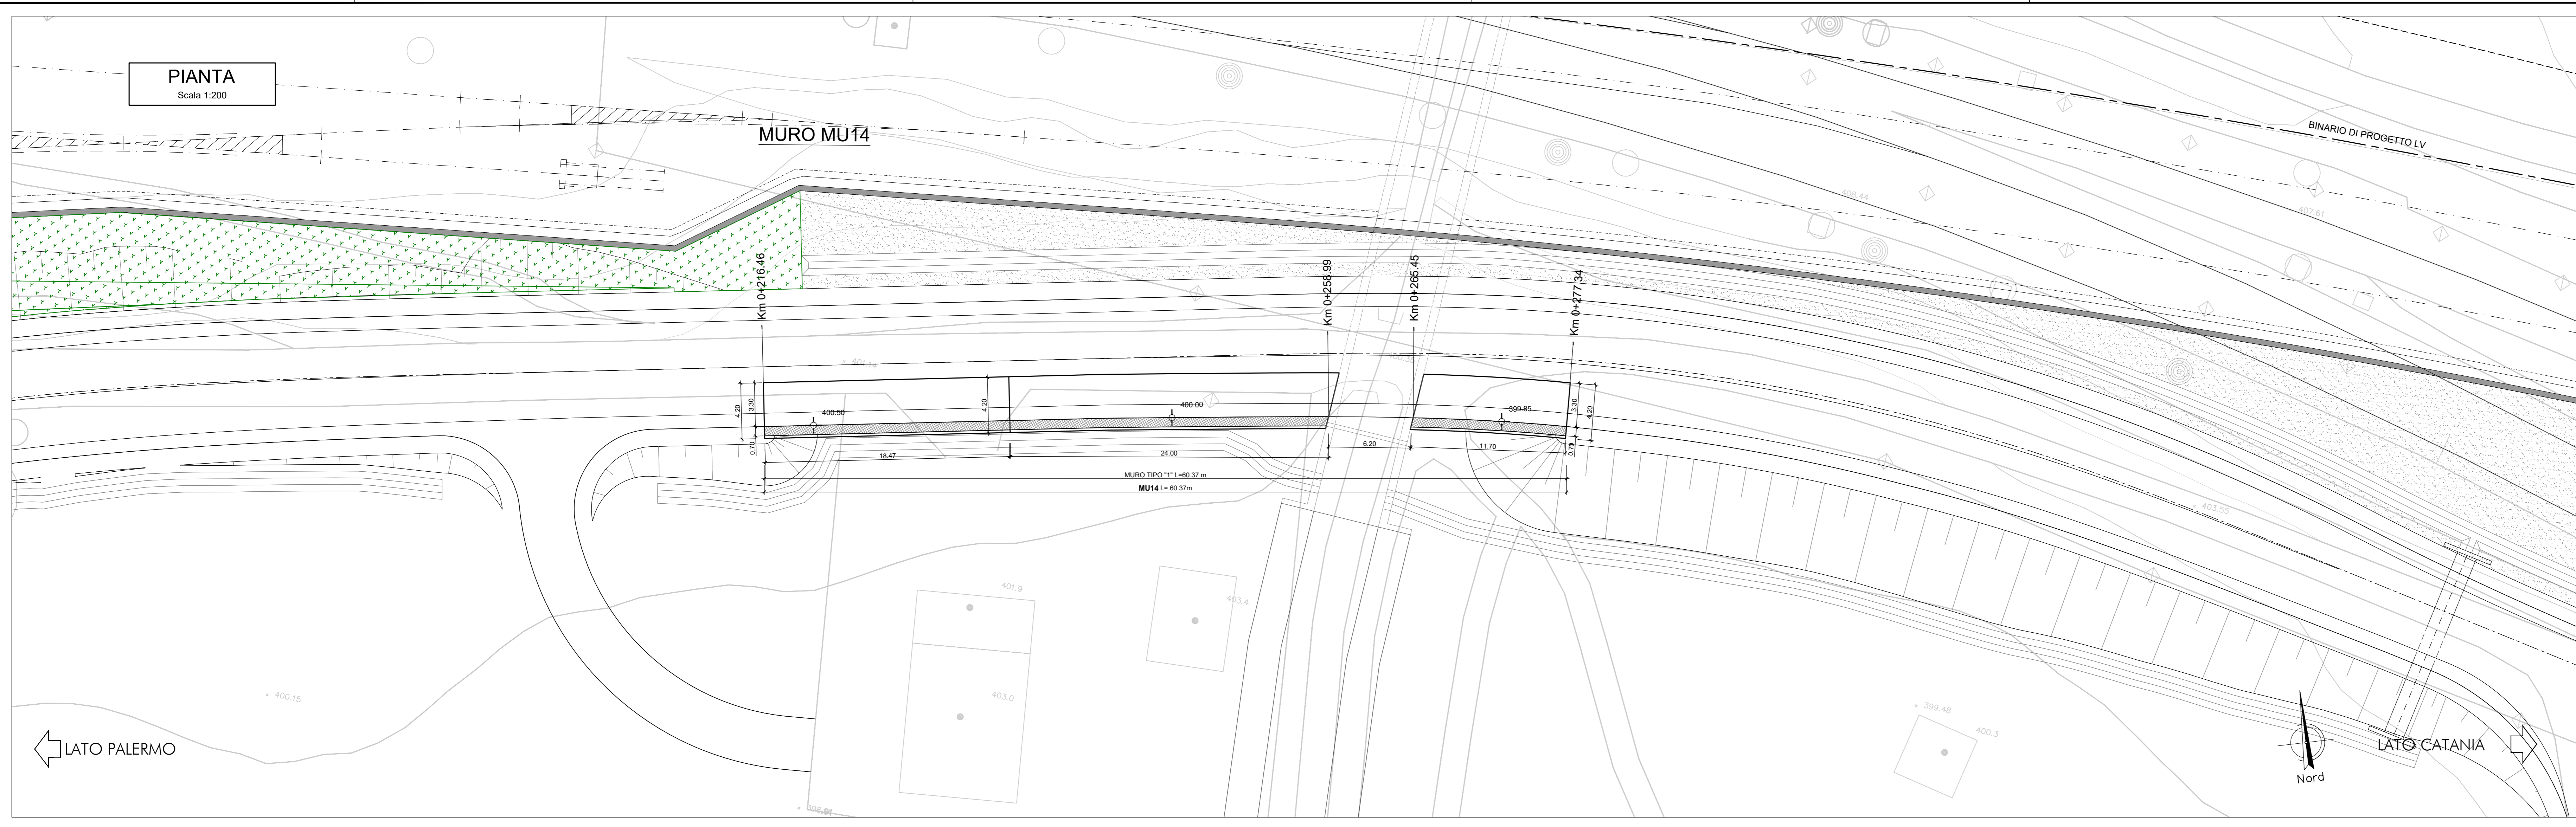 PIANTA
Scala 1:200
MURO MU14
BINARIO DI PROGETTO LV
408.44
407.61
Km 0+216.46
Km 0+258.99
Km 0+265.45
Km 0+277.34
4.20
3.30
0.70
400.50
4.20
400.00
399.85
3.30
4.20
0.70
18.47
24.00
6.20
11.70
MURO TIPO "1" L=60.37 m
MU14 L= 60.37m
403.55
401.9
403.4
403.0
400.15
399.48
400.3
LATO PALERMO
LATO CATANIA
Nord